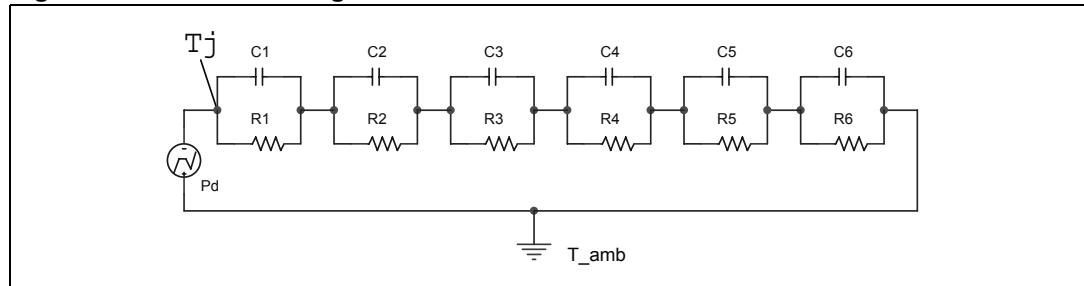 Tj
C1 C2 C3 C4 C5 C6
R1 R2 R3 R4 R5 R6
Pd
T_amb